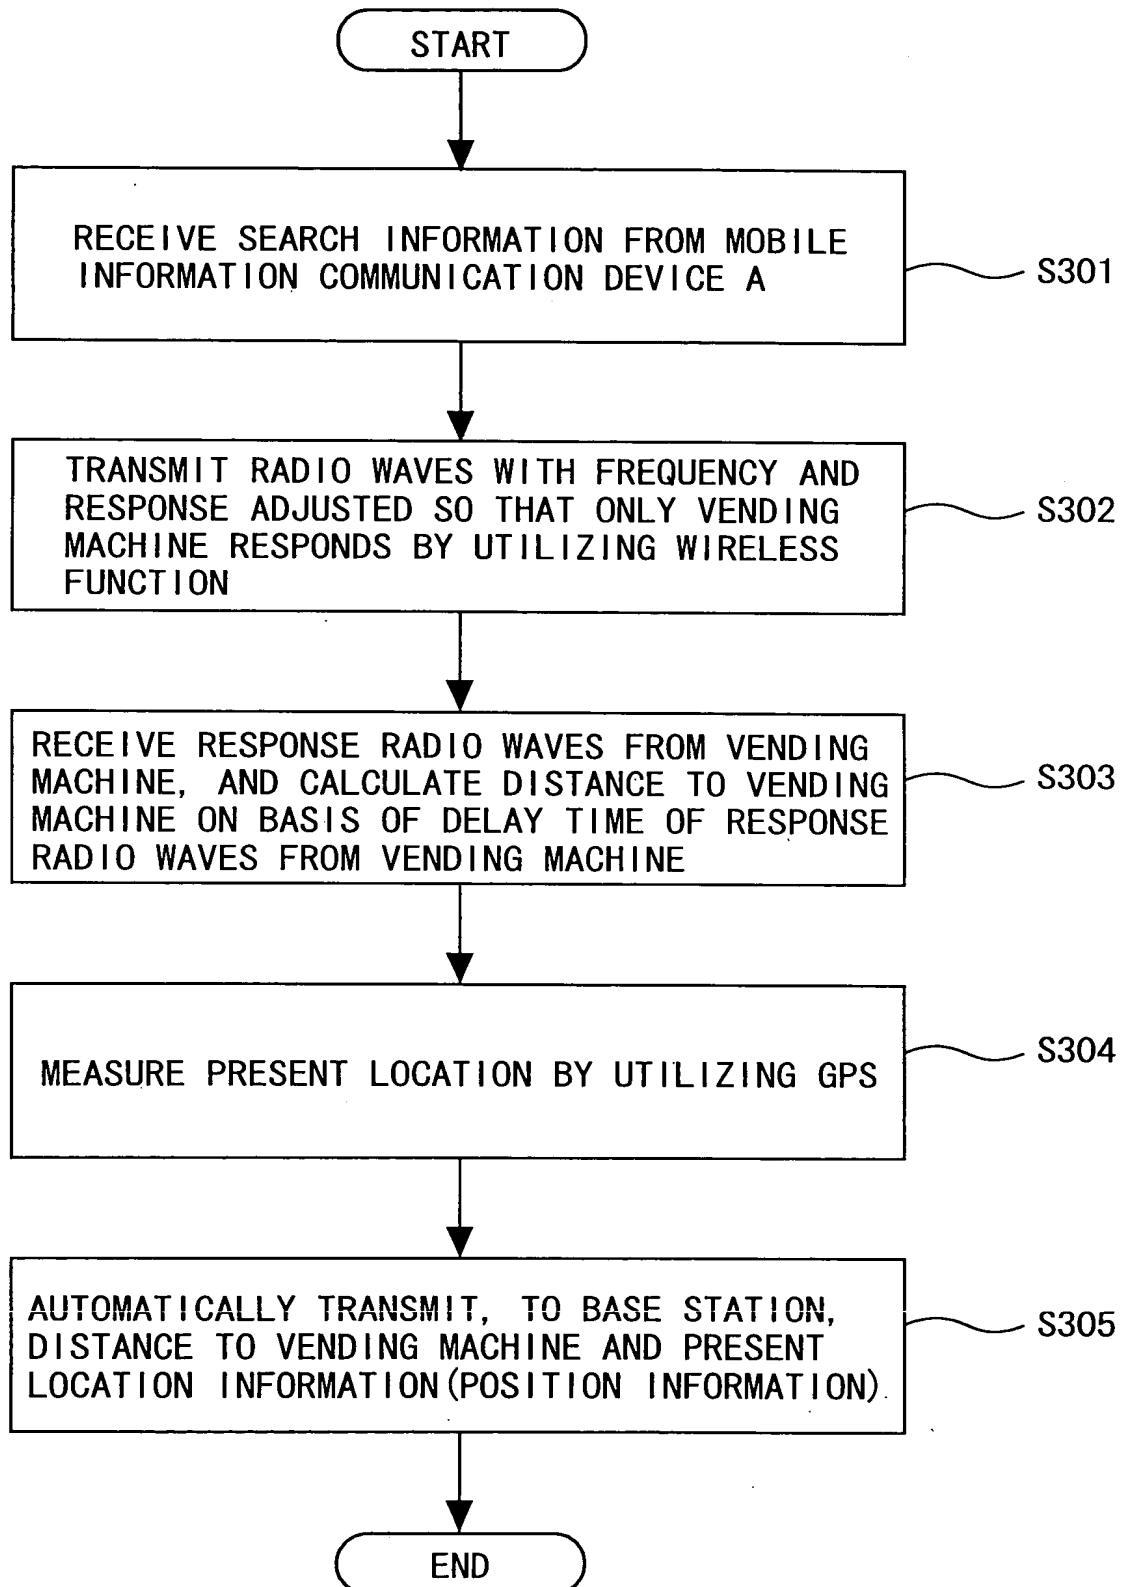 START
RECEIVE SEARCH INFORMATION FROM MOBILE
INFORMATION COMMUNICATION DEVICE A
S301
TRANSMIT RADIO WAVES WITH FREQUENCY AND
RESPONSE ADJUSTED SO THAT ONLY VENDING
MACHINE RESPONDS BY UTILIZING WIRELESS
FUNCTION
S302
RECEIVE RESPONSE RADIO WAVES FROM VENDING
MACHINE, AND CALCULATE DISTANCE TO VENDING
MACHINE ON BASIS OF DELAY TIME OF RESPONSE
RADIO WAVES FROM VENDING MACHINE
S303
MEASURE PRESENT LOCATION BY UTILIZING GPS
S304
AUTOMATICALLY TRANSMIT, TO BASE STATION,
DISTANCE TO VENDING MACHINE AND PRESENT
LOCATION INFORMATION(POSITION INFORMATION)
S305
END